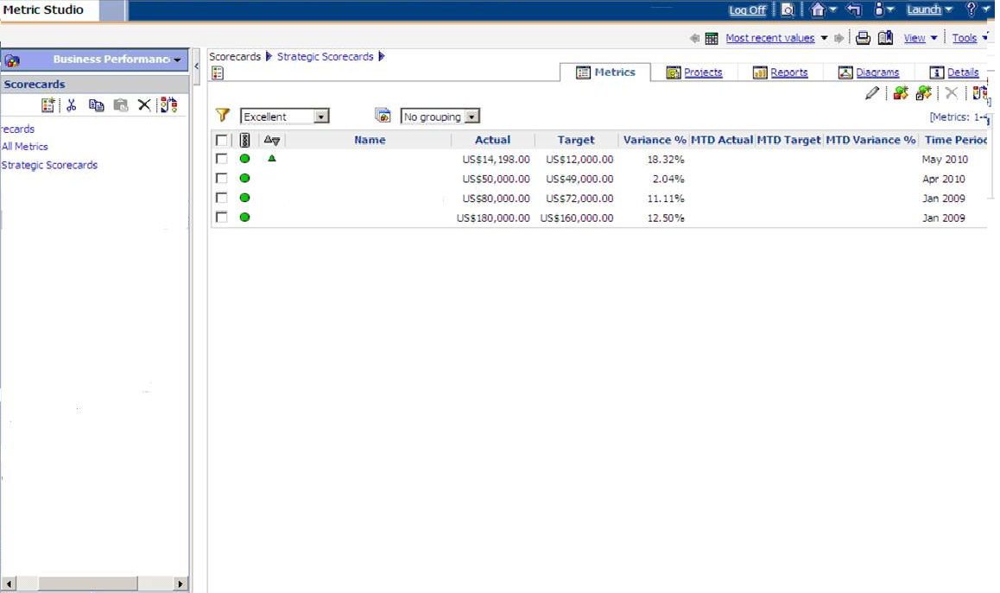 Metric Studio
Log Off
Launch
Most recent values
View
Tools
Business Performanc
Scorecards
recards
All Metrics
Strategic Scorecards
Scorecards Strategic Scorecards
Metrics Projects Reports Diagrams Details
Excellent No grouping
[Metrics: 1-4
Name Actual Target Variance % MTD Actual MTD Target MTD Variance % Time Period
US$14,198.00 US$12,000.00 18.32% May 2010
US$50,000.00 US$49,000.00 2.04% Apr 2010
US$80,000.00 US$72,000.00 11.11% Jan 2009
US$180,000.00 US$160,000.00 12.50% Jan 2009